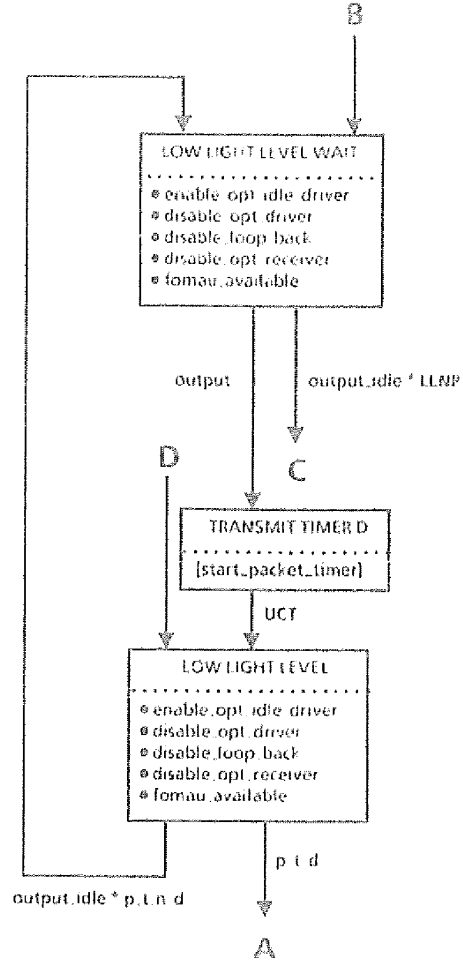 B
LOW LIGHT LEVEL WAIT
enable opt idle driver
disable opt.driver
disable.loop back
disable.opt.receiver
fomau.available
output
output.idle * LLNP
D
C
TRANSMIT TIMER D
[start_packet_timer]
UCT
LOW LIGHT LEVEL
enable.opt.idle driver
disable.opt.driver
disable.loop.back
disable.opt.receiver
fomau.available
p t d
output.idle * p.t.n d
A